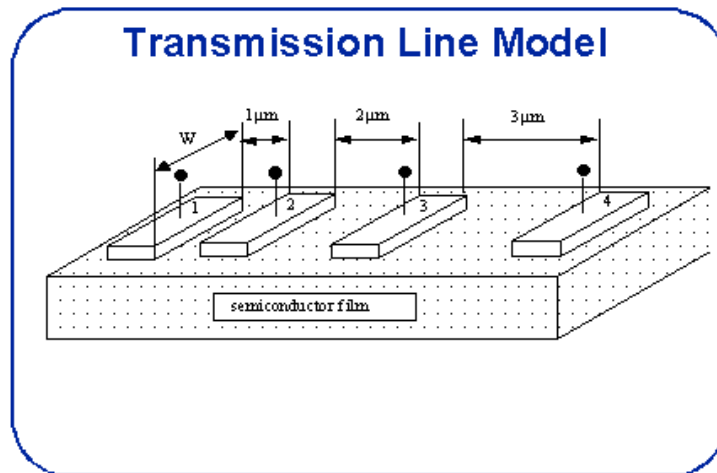 Transmission Line Model
1μm
2μm
3μm
W
1
2
3
4
semiconductor film